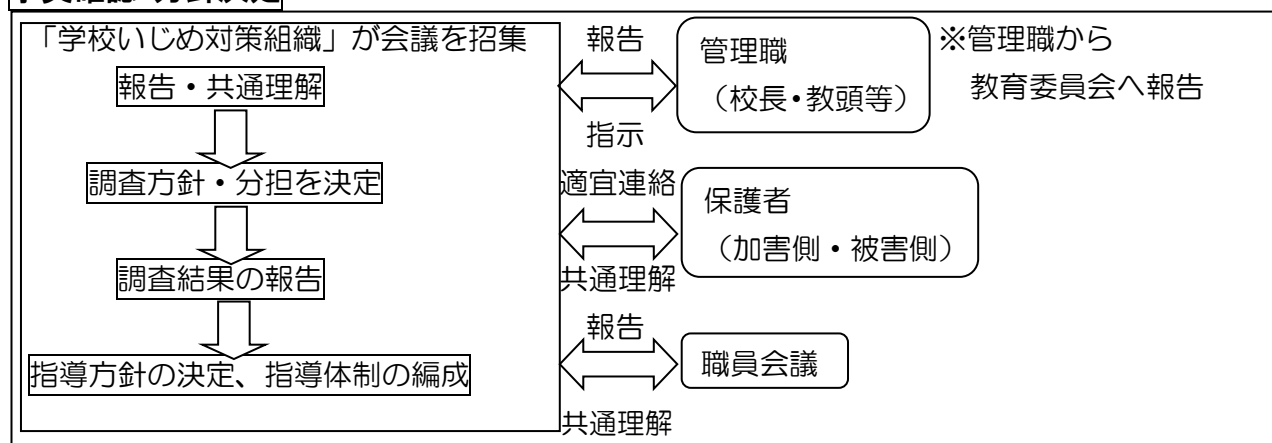 「学校いじめ対策組織」が会議を招集
報告・共通理解
調査方針・分担を決定
調査結果の報告
指導方針の決定、指導体制の編成
報告
指示
管理職
（校長・教頭等）
※管理職から
教育委員会へ報告
適宜連絡
共通理解
保護者
（加害側・被害側）
報告
共通理解
職員会議